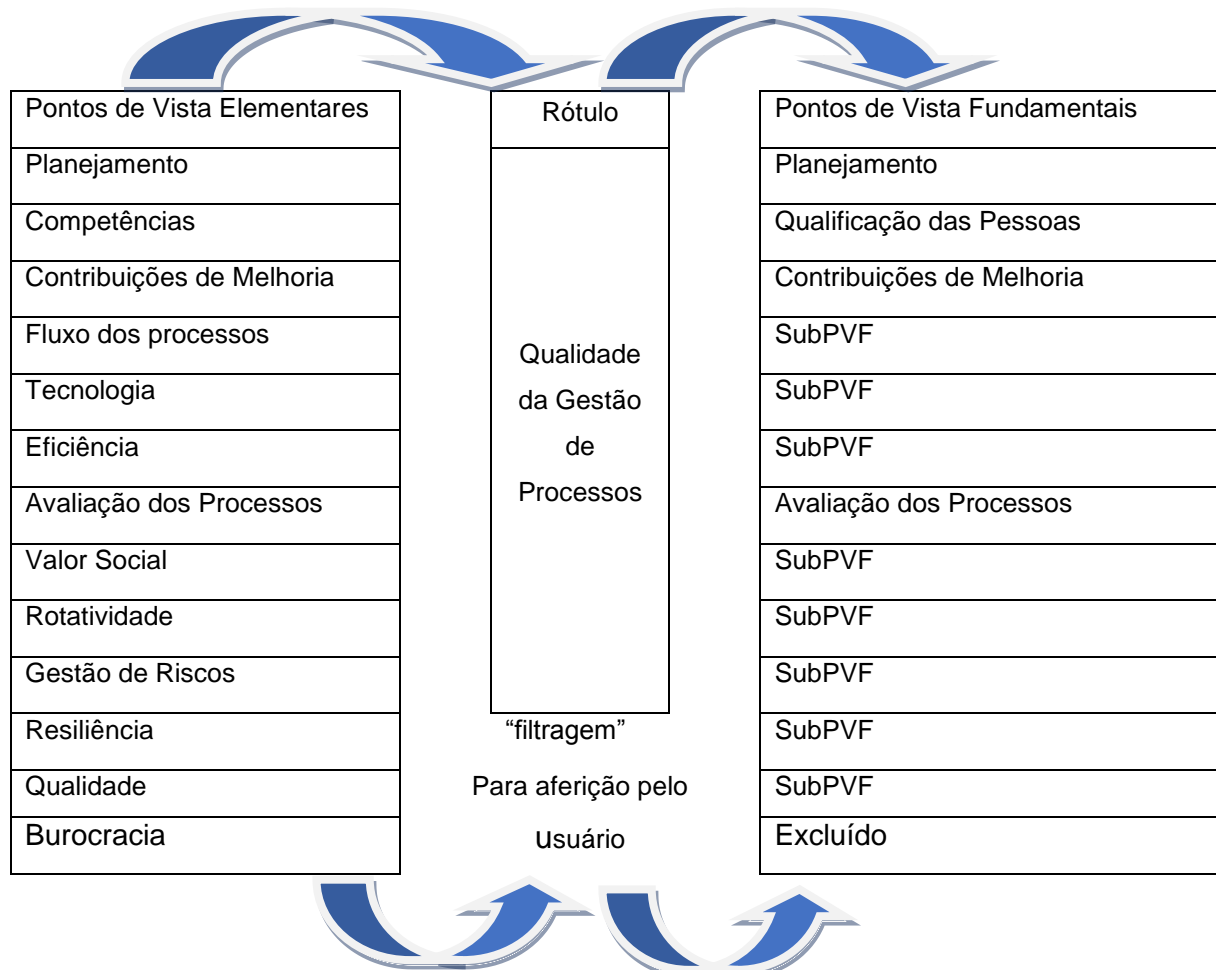 Pontos de Vista Elementares
Planejamento
Competências
Contribuições de Melhoria
Fluxo dos processos
Tecnologia
Eficiência
Avaliação dos Processos
Valor Social
Rotatividade
Gestão de Riscos
Resiliência
Qualidade
Burocracia
Rótulo
Qualidade
da Gestão
de
Processos
“filtragem”
Para aferição pelo
usuário
Pontos de Vista Fundamentais
Planejamento
Qualificação das Pessoas
Contribuições de Melhoria
SubPVF
SubPVF
SubPVF
Avaliação dos Processos
SubPVF
SubPVF
SubPVF
SubPVF
SubPVF
Excluído